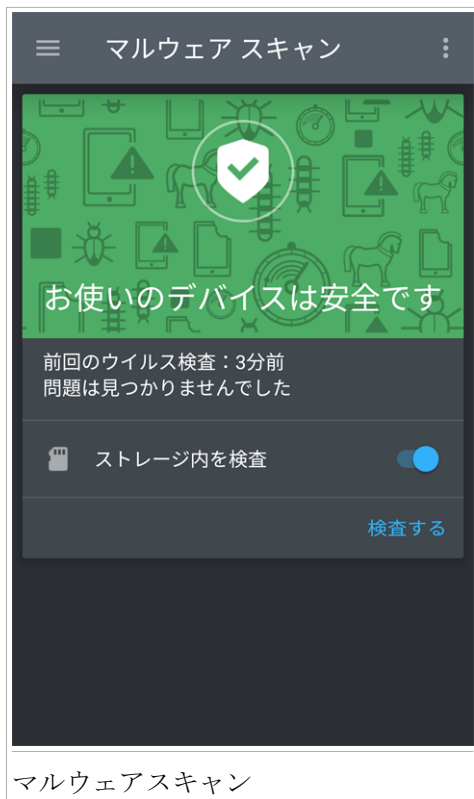 マルウェア スキャン
お使いのデバイスは安全です
前回のウイルス検査：3分前
問題は見つかりませんでした
ストレージ内を検査
検査する
マルウェアスキャン